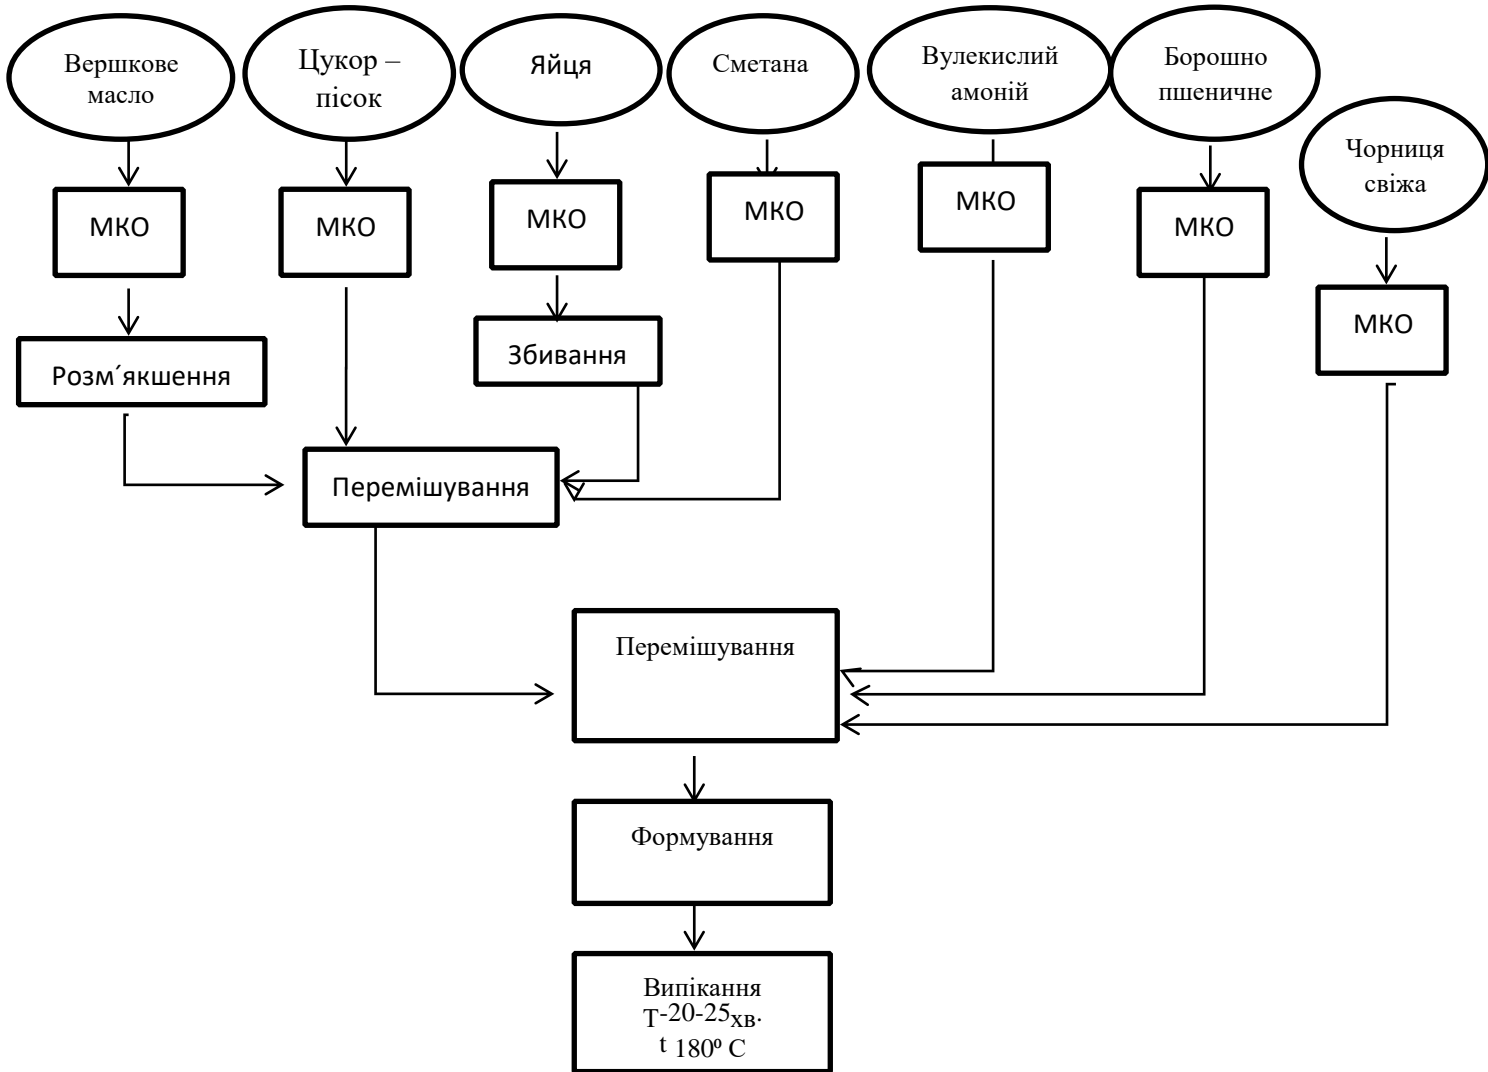 Вершкове
масло
Цукор –
пісок
Яйця
Сметана
Вулекислий
амоній
Борошно
пшеничне
Чорниця
свіжа
МКО
МКО
МКО
МКО
МКО
МКО
МКО
Розм´якшення
Збивання
Перемішування
Перемішування
Формування
Випікання
Т-20-25хв.
t 180⁰ С